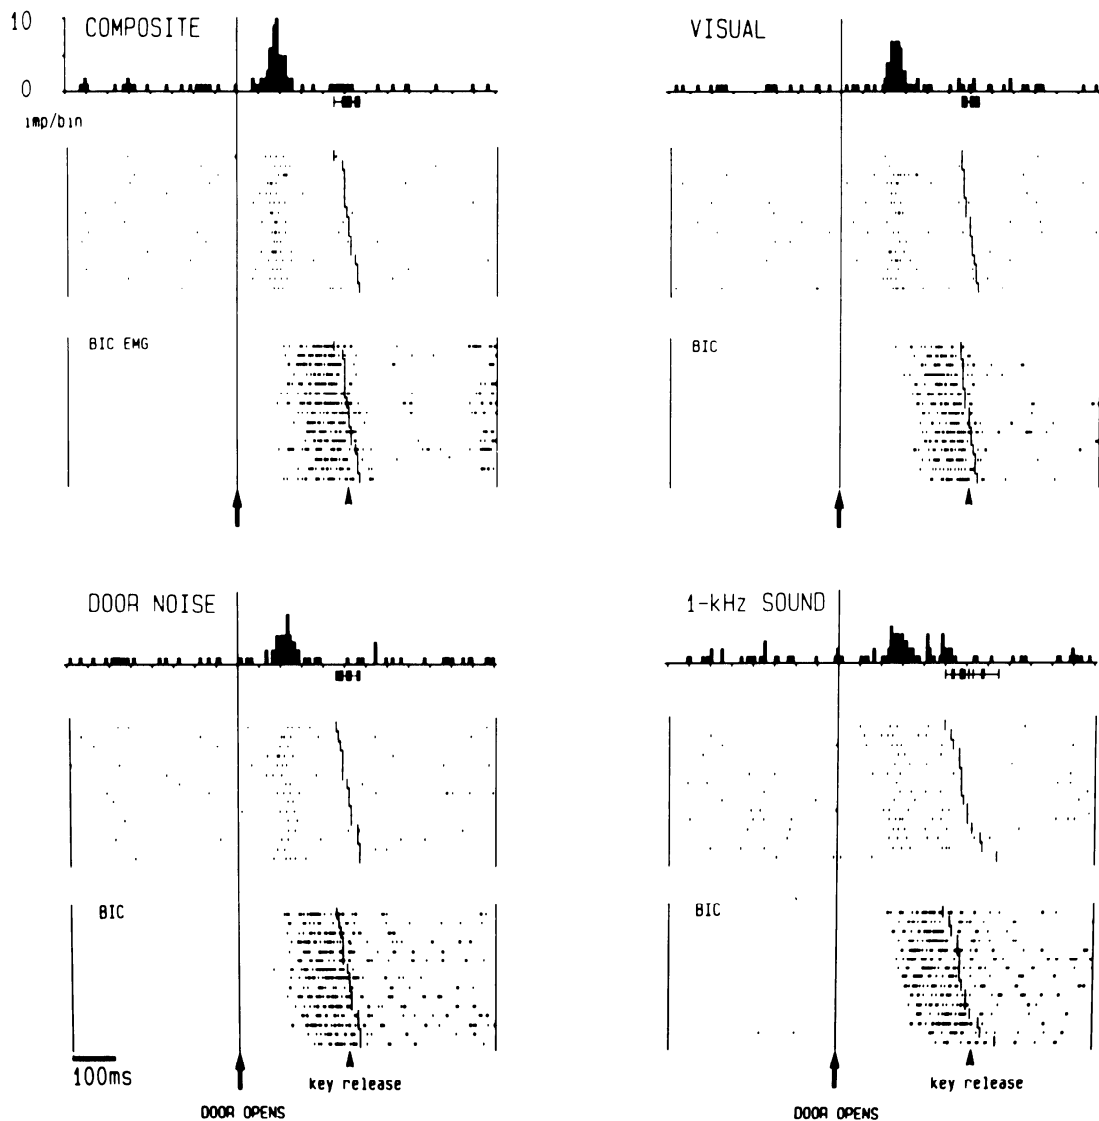 10
COMPOSITE
VISUAL
0
imp/bin
BIC EMG
BIC
DOOR NOISE
1-kHz SOUND
BIC
BIC
100ms
key release
key release
DOOR OPENS
DOOR OPENS